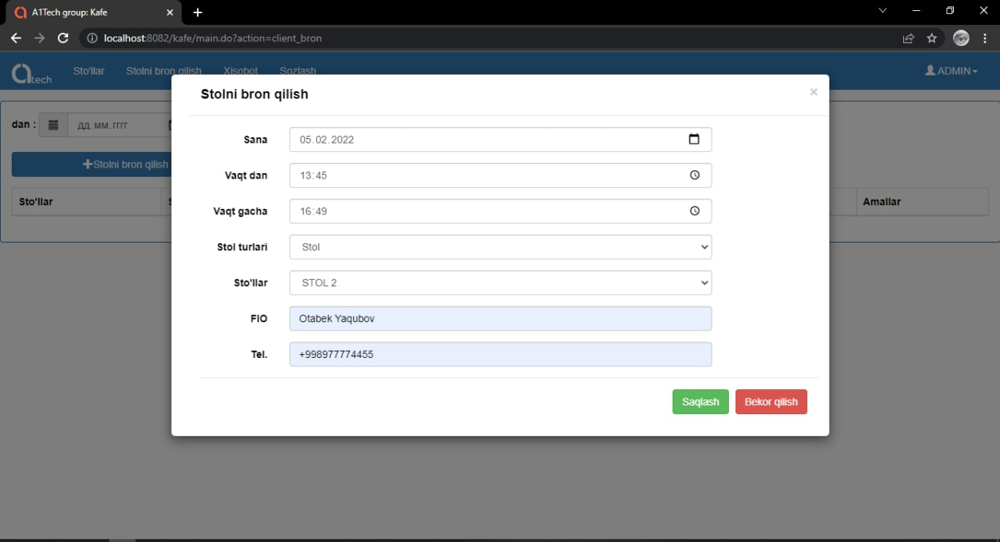 A1Tech group: Kafe
localhost:8082/kafe/main.do?action=client_bron
tech Sto'llar Stolni bron qilish Xisobot Sozlash ADMIN
Stolni bron qilish ×
dan : дд.мм.гггг
Stolni bron qilish
Sto'llar Amallar
Sana 05.02.2022
Vaqt dan 13:45
Vaqt gacha 16:49
Stol turlari Stol
Sto'llar STOL 2
FIO Otabek Yaqubov
Tel. +998977774455
Saqlash Bekor qilish